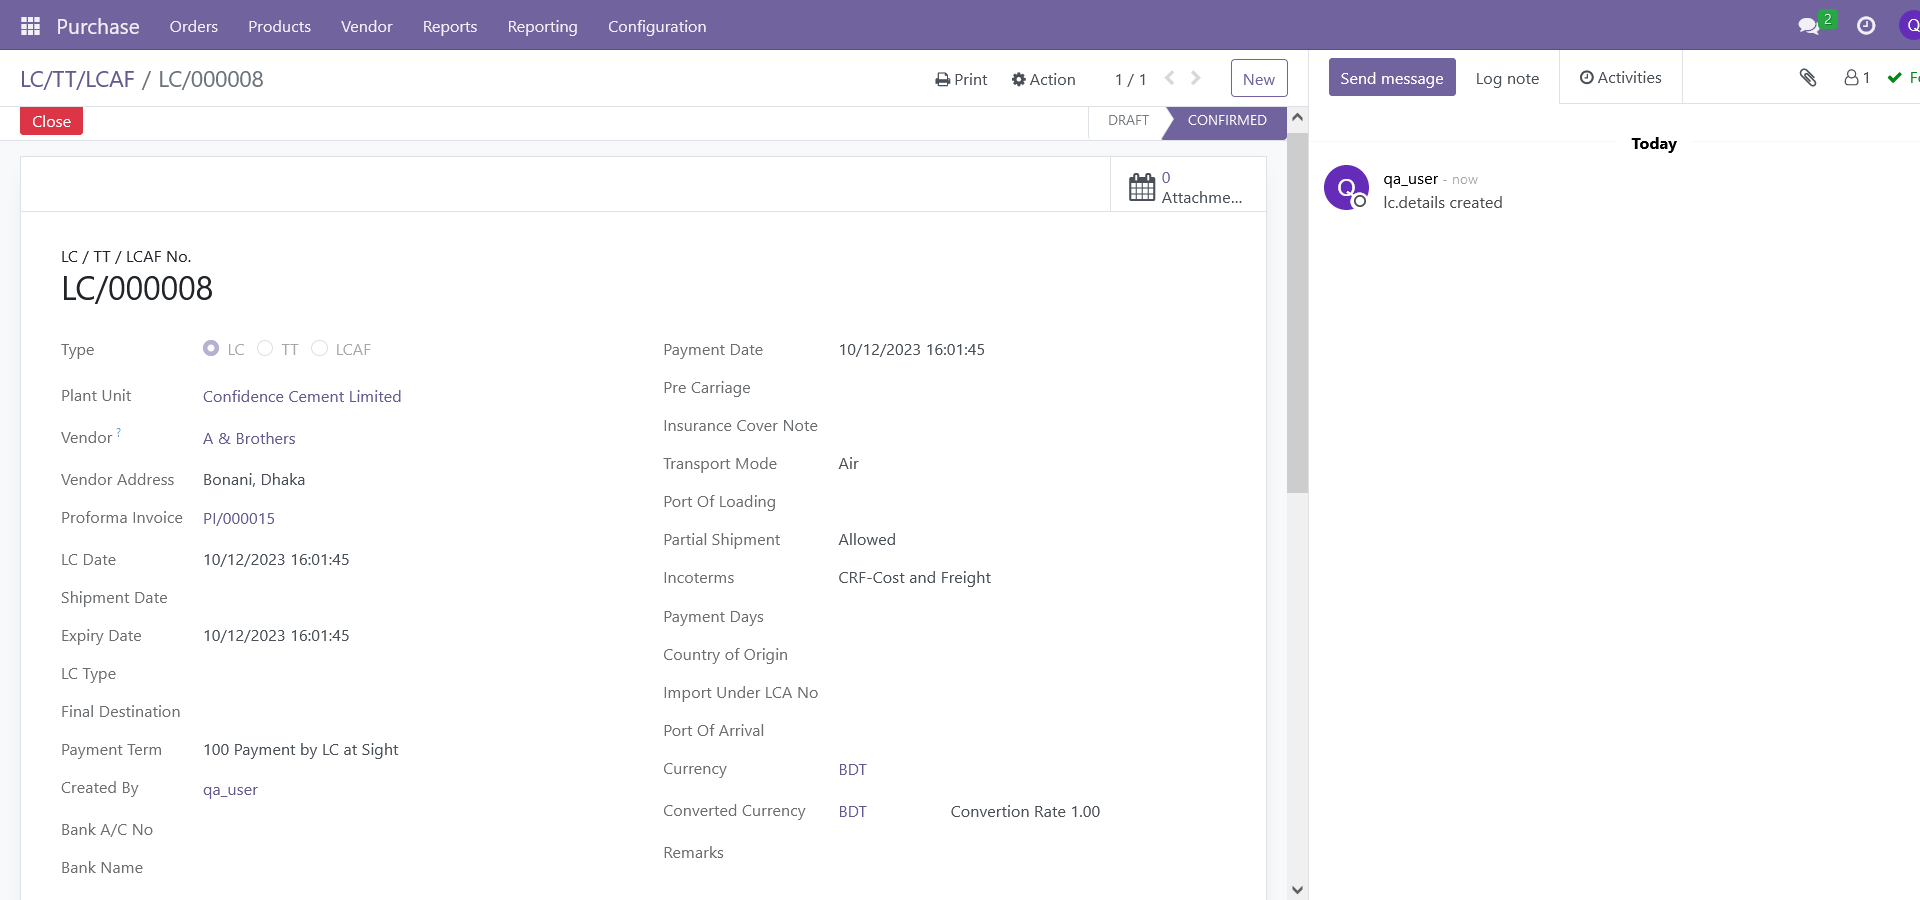 Purchase Orders Products Vendor Reports Reporting Configuration 2 Q
LC/TT/LCAF / LC/000008 Print Action 1 / 1 New
Close DRAFT CONFIRMED
0
Attachme...
LC / TT / LCAF No.
LC/000008
Type LC TT LCAF
Plant Unit Confidence Cement Limited
Vendor ? A & Brothers
Vendor Address Bonani, Dhaka
Proforma Invoice PI/000015
LC Date 10/12/2023 16:01:45
Shipment Date
Expiry Date 10/12/2023 16:01:45
LC Type
Final Destination
Payment Term 100 Payment by LC at Sight
Created By qa_user
Bank A/C No
Bank Name
Payment Date 10/12/2023 16:01:45
Pre Carriage
Insurance Cover Note
Transport Mode Air
Port Of Loading
Partial Shipment Allowed
Incoterms CRF-Cost and Freight
Payment Days
Country of Origin
Import Under LCA No
Port Of Arrival
Currency BDT
Converted Currency BDT Convertion Rate 1.00
Remarks
Send message Log note Activities 1 Fo
Today
Q qa_user - now
lc.details created